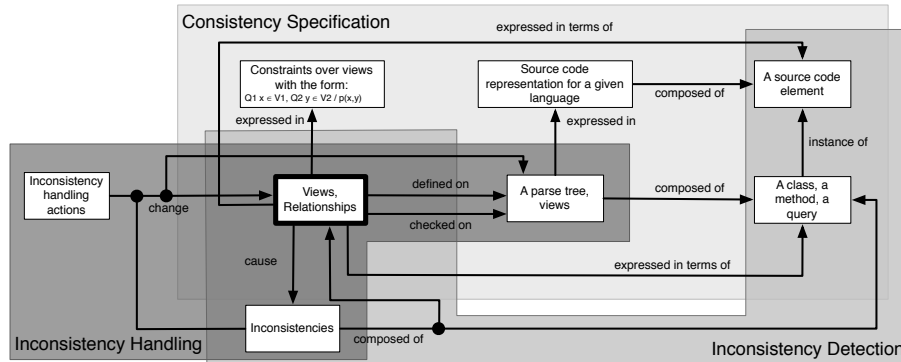 Consistency Specification
expressed in terms of
Constraints over views
with the form:
Q1 x ∈ V1, Q2 y ∈ V2 / p(x,y)
Source code
representation for a given
language
composed of
A source code
element
expressed in
expressed in
instance of
Inconsistency
handling
actions
change
Views,
Relationships
defined on
checked on
A parse tree,
views
composed of
A class, a
method, a
query
cause
expressed in terms of
Inconsistencies
composed of
Inconsistency Handling
Inconsistency Detection